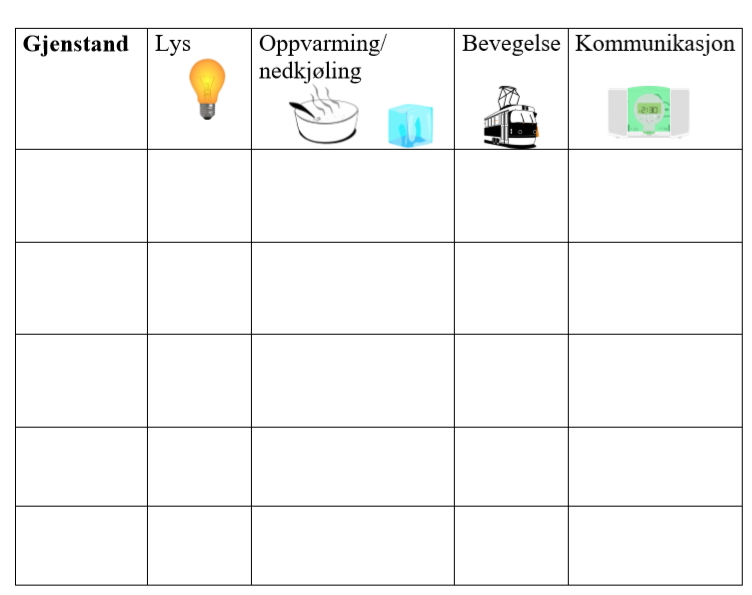 Gjenstand
Lys
Oppvarming/
nedkjøling
Bevegelse
Kommunikasjon